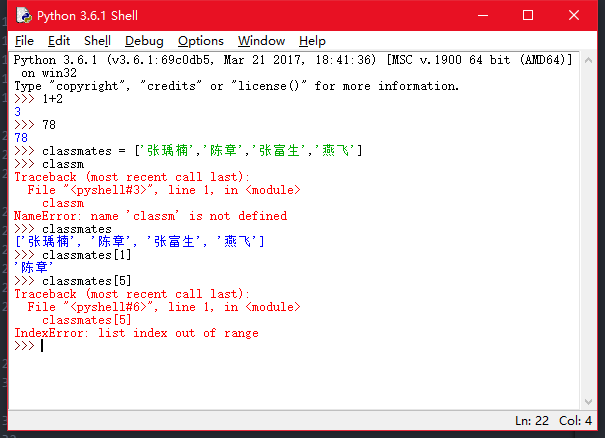 Python 3.6.1 Shell
File Edit Shell Debug Options Window Help
Python 3.6.1 (v3.6.1:69c0db5, Mar 21 2017, 18:41:36) [MSC v.1900 64 bit (AMD64)]
 on win32
Type "copyright", "credits" or "license()" for more information.
>>> 1+2
3
>>> 78
78
>>> classmates = ['张瑀楠','陈章','张富生','燕飞']
>>> classm
Traceback (most recent call last):
  File "<pyshell#3>", line 1, in <module>
    classm
NameError: name 'classm' is not defined
>>> classmates
['张瑀楠', '陈章', '张富生', '燕飞']
>>> classmates[1]
'陈章'
>>> classmates[5]
Traceback (most recent call last):
  File "<pyshell#6>", line 1, in <module>
    classmates[5]
IndexError: list index out of range
>>>
Ln: 22 Col: 4